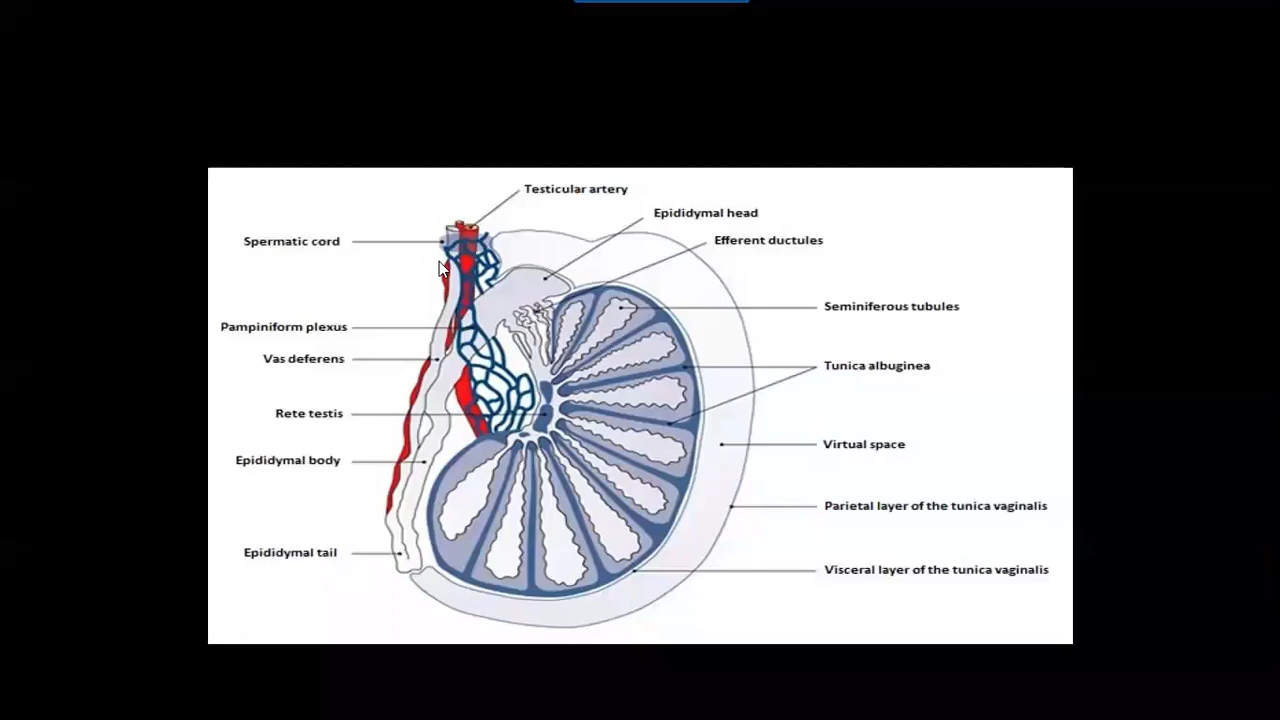 Testicular artery
Epididymal head
Efferent ductules
Spermatic cord
Seminiferous tubules
Pampiniform plexus
Vas deferens
Tunica albuginea
Rete testis
Virtual space
Epididymal body
Parietal layer of the tunica vaginalis
Epididymal tail
Visceral layer of the tunica vaginalis